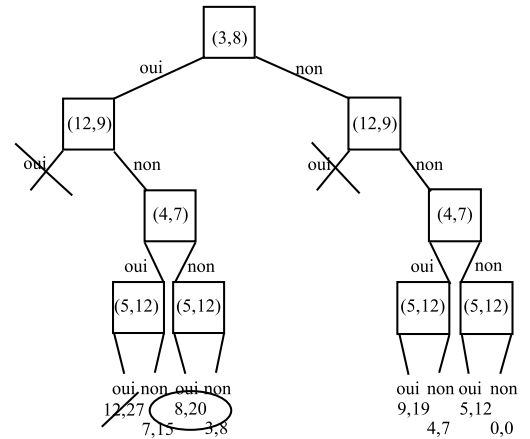 (3,8)
oui non
(12,9) (12,9)
oui non oui non
(4,7) (4,7)
oui non oui non
(5,12) (5,12) (5,12) (5,12)
oui non oui non oui non oui non
12,27 8,20 9,19 5,12
7,15 3,8 4,7 0,0